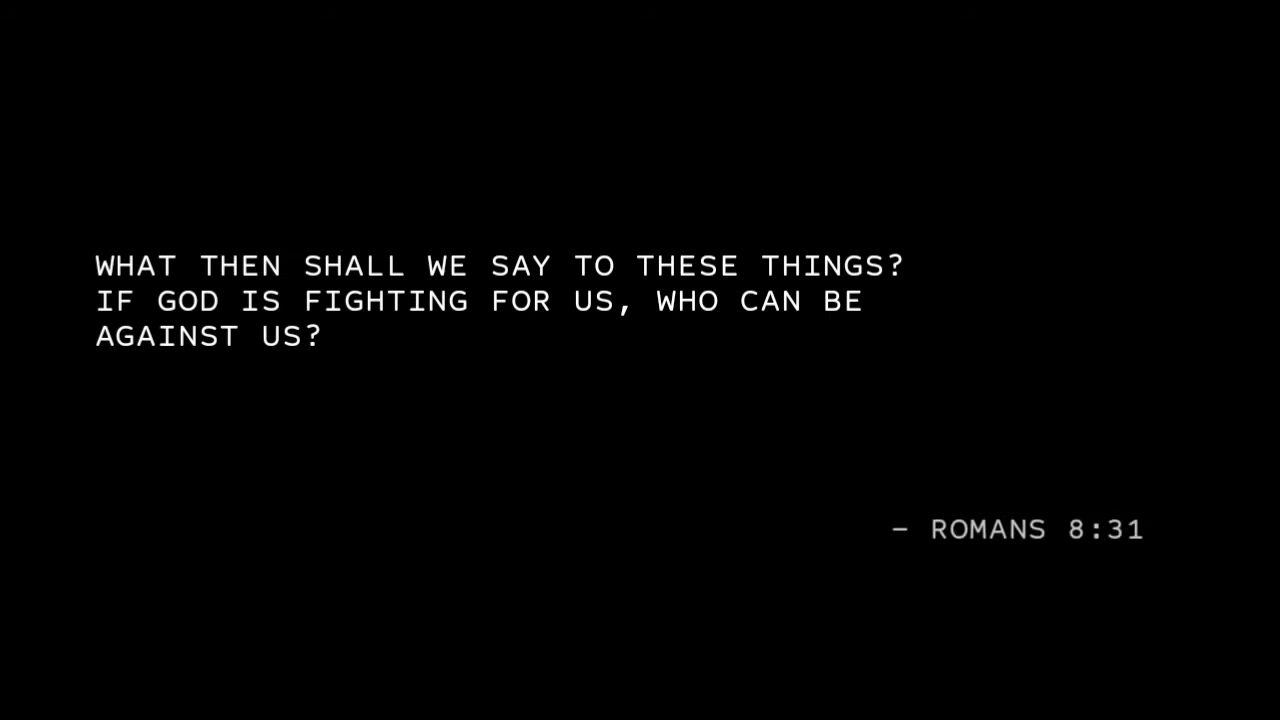 WHAT THEN SHALL WE SAY TO THESE THINGS?
IF GOD IS FIGHTING FOR US, WHO CAN BE
AGAINST US?
– ROMANS 8:31